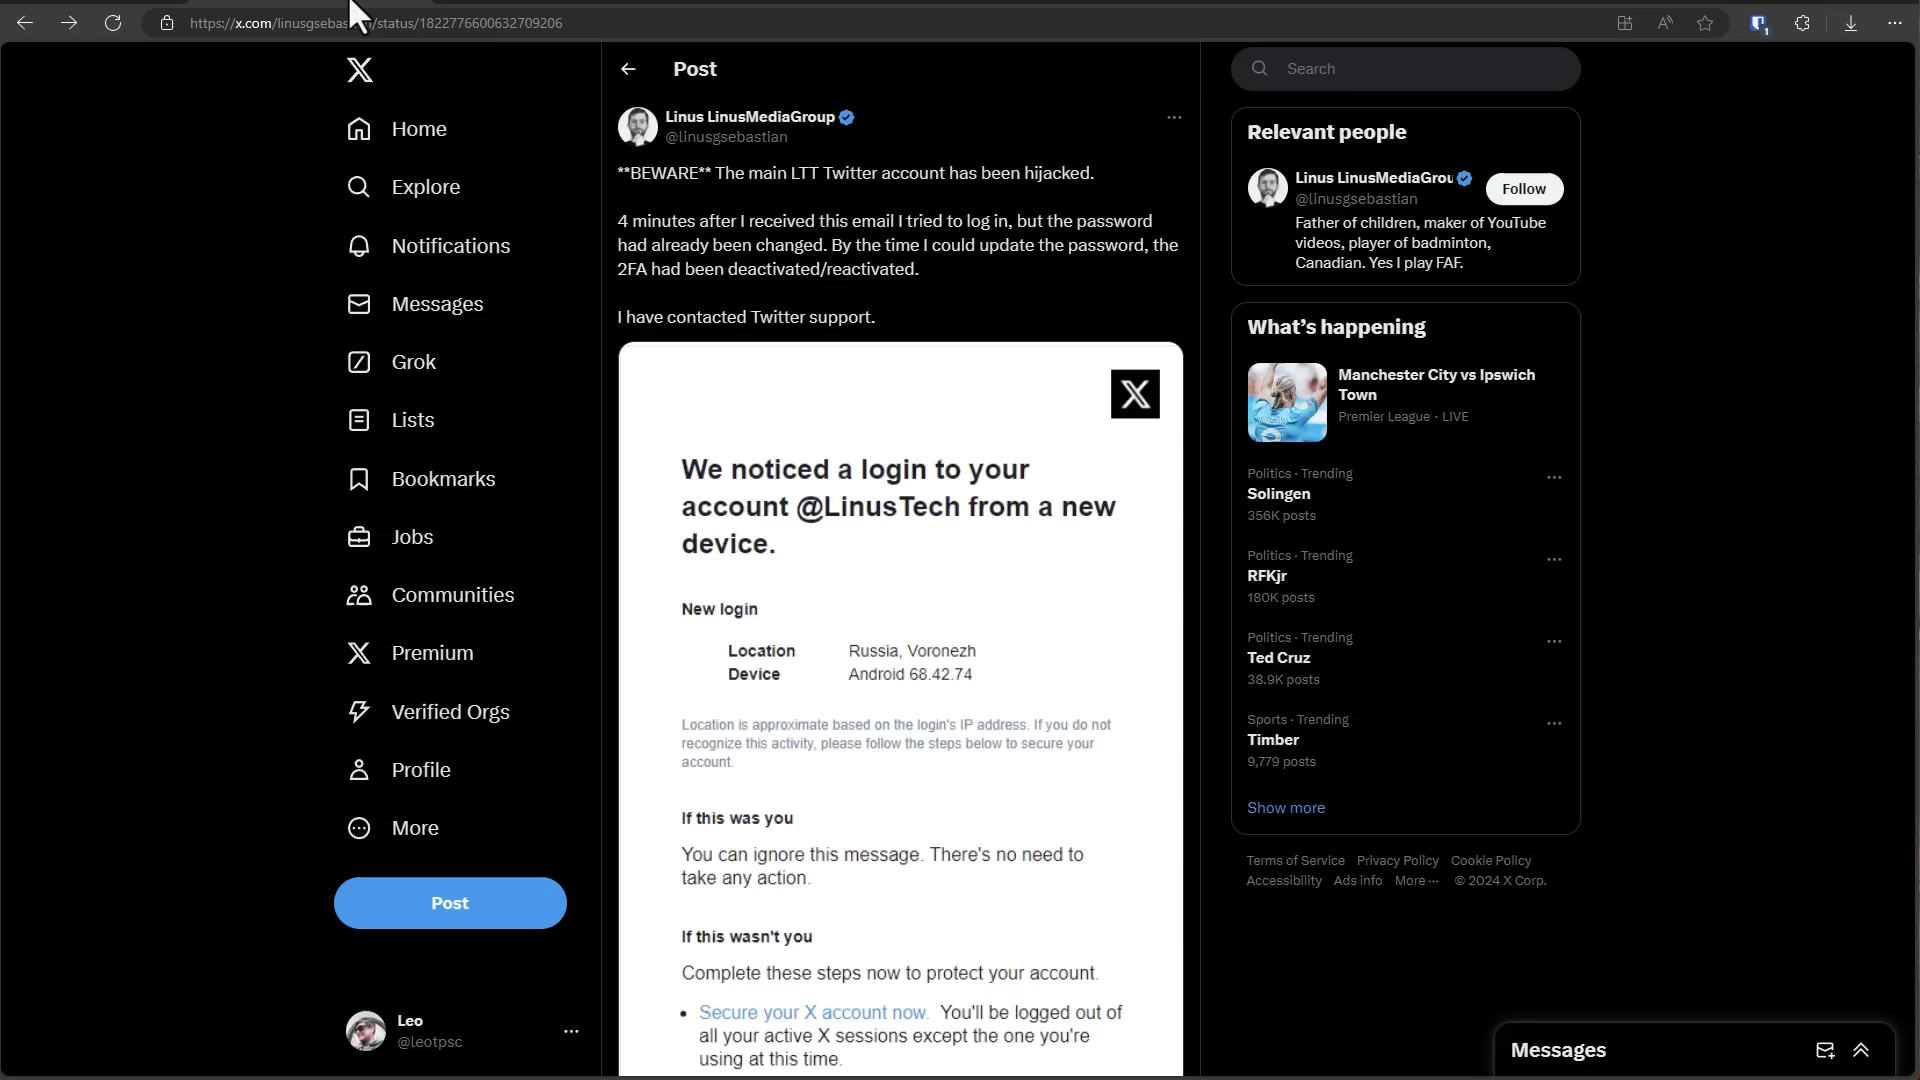 https://x.com/linusgsebas
/status/1822776600632709206
1
Home
Explore
Notifications
Messages
Grok
Lists
Bookmarks
Jobs
Communities
Premium
Verified Orgs
Profile
More
Post
Leo
@leotpsc
Post
Linus LinusMediaGroup
@linusgsebastian
**BEWARE** The main LTT Twitter account has been hijacked.
4 minutes after I received this email I tried to log in, but the password
had already been changed. By the time I could update the password, the
2FA had been deactivated/reactivated.
I have contacted Twitter support.
We noticed a login to your
account @LinusTech from a new
device.
New login
Location Russia, Voronezh
Device Android 68.42.74
Location is approximate based on the login's IP address. If you do not
recognize this activity, please follow the steps below to secure your
account.
If this was you
You can ignore this message. There's no need to
take any action.
If this wasn't you
Complete these steps now to protect your account.
• Secure your X account now. You'll be logged out of
all your active X sessions except the one you're
using at this time.
Search
Relevant people
Linus LinusMediaGrou
@linusgsebastian
Follow
Father of children, maker of YouTube
videos, player of badminton,
Canadian. Yes I play FAF.
What's happening
Manchester City vs Ipswich
Town
Premier League · LIVE
Politics · Trending
Solingen
356K posts
Politics · Trending
RFKjr
180K posts
Politics · Trending
Ted Cruz
38.9K posts
Sports · Trending
Timber
9,779 posts
Show more
Terms of Service Privacy Policy Cookie Policy
Accessibility Ads info More ··· © 2024 X Corp.
Messages